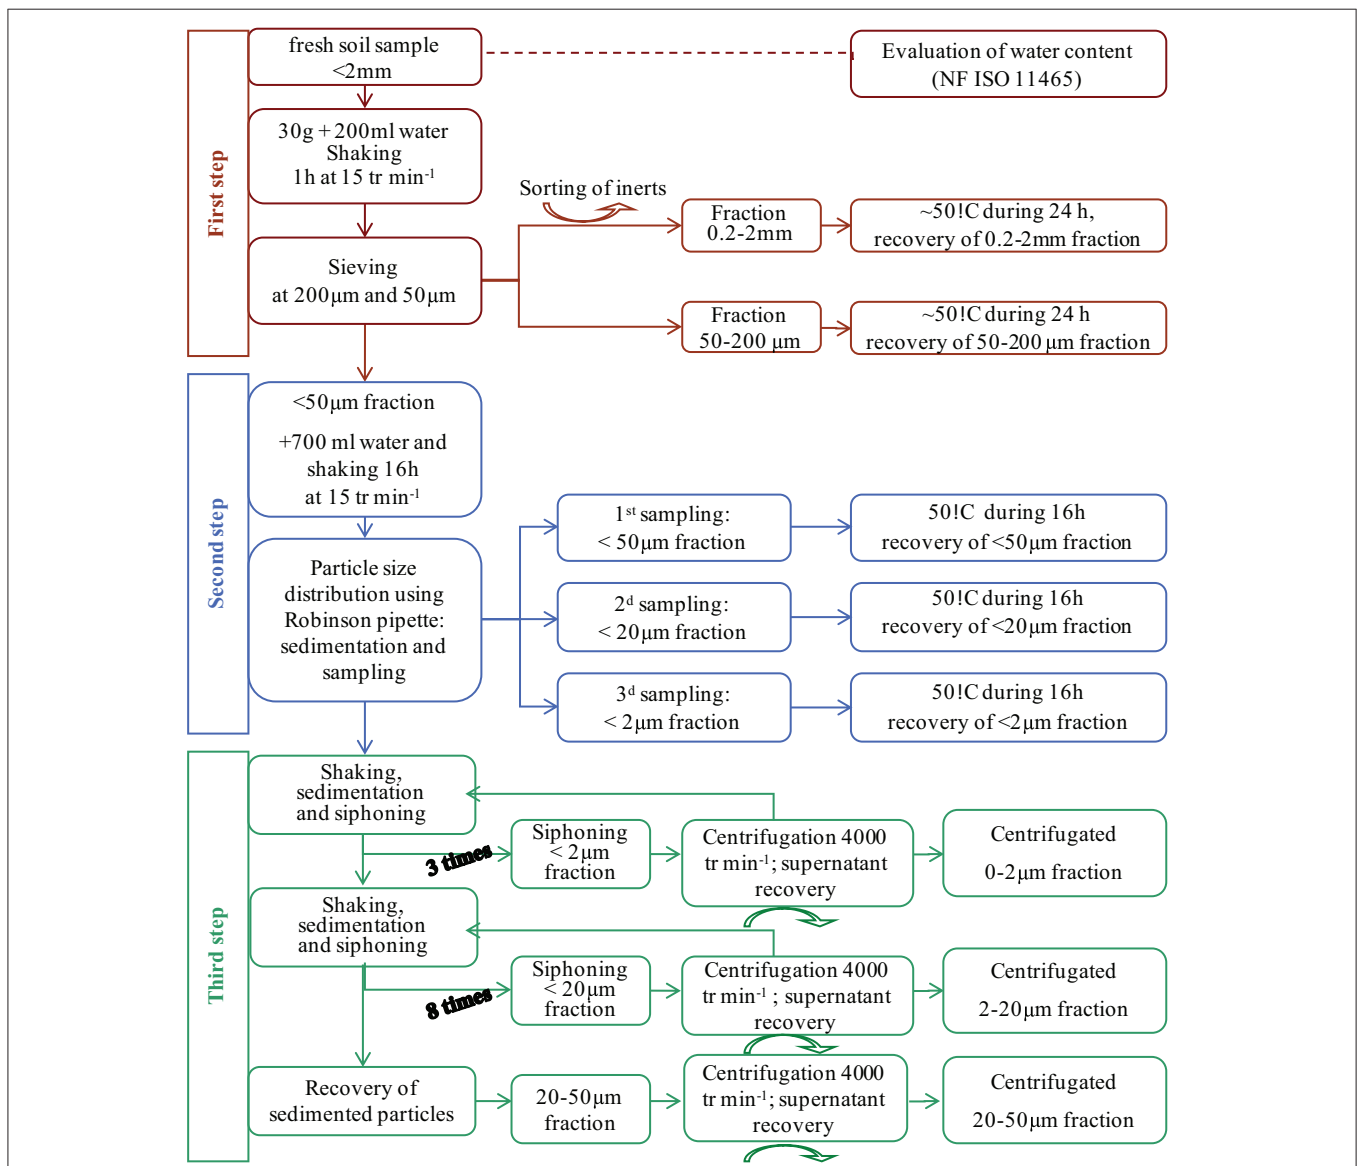 First step
fresh soil sample
<2mm
Evaluation of water content
(NF ISO 11465)
30g + 200ml water
Shaking
1h at 15 tr min-1
Sorting of inerts
Sieving
at 200µm and 50µm
Fraction
0.2-2mm
~50!C during 24 h,
recovery of 0.2-2mm fraction
Fraction
50-200 µm
~50!C during 24 h
recovery of 50-200 µm fraction
Second step
<50µm fraction
+700 ml water and
shaking 16h
at 15 tr min-1
Particle size
distribution using
Robinson pipette:
sedimentation and
sampling
1st sampling:
< 50µm fraction
50!C during 16h
recovery of <50µm fraction
2d sampling:
< 20µm fraction
50!C during 16h
recovery of <20µm fraction
3d sampling:
< 2µm fraction
50!C during 16h
recovery of <2µm fraction
Third step
Shaking,
sedimentation
and siphoning
3 times
Siphoning
< 2µm
fraction
Centrifugation 4000
tr min-1; supernatant
recovery
Centrifugated
0-2µm fraction
Shaking,
sedimentation
and siphoning
8 times
Siphoning
< 20µm
fraction
Centrifugation 4000
tr min-1 ; supernatant
recovery
Centrifugated
2-20µm fraction
Recovery of
sedimented particles
20-50µm
fraction
Centrifugation 4000
tr min-1; supernatant
recovery
Centrifugated
20-50µm fraction